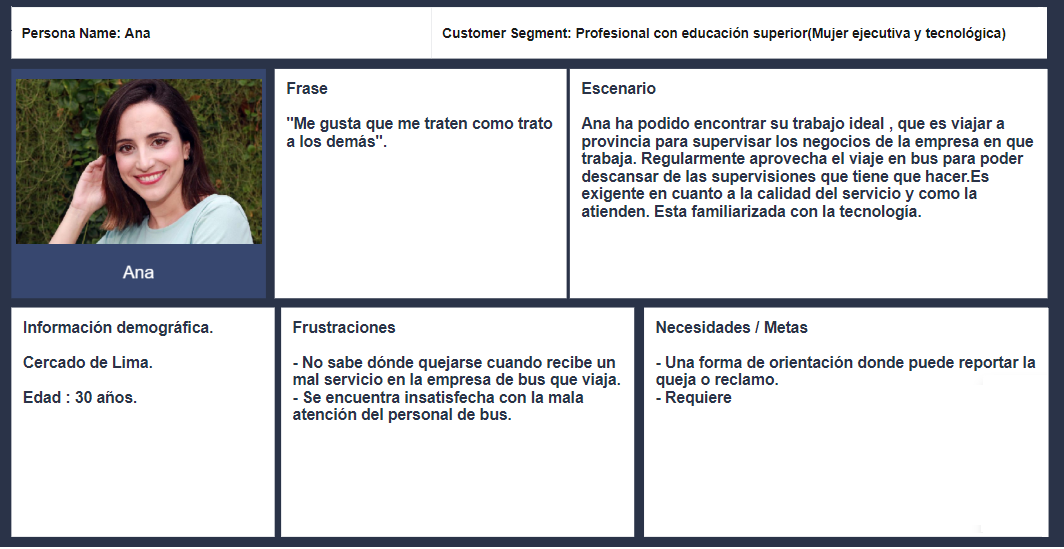 Persona Name: Ana
Customer Segment: Profesional con educación superior(Mujer ejecutiva y tecnológica)
Ana
Frase
"Me gusta que me traten como trato
a los demás".
Escenario
Ana ha podido encontrar su trabajo ideal , que es viajar a
provincia para supervisar los negocios de la empresa en que
trabaja. Regularmente aprovecha el viaje en bus para poder
descansar de las supervisiones que tiene que hacer.Es
exigente en cuanto a la calidad del servicio y como la
atienden. Esta familiarizada con la tecnología.
Información demográfica.
Cercado de Lima.
Edad : 30 años.
Frustraciones
- No sabe dónde quejarse cuando recibe un
mal servicio en la empresa de bus que viaja.
- Se encuentra insatisfecha con la mala
atención del personal de bus.
Necesidades / Metas
- Una forma de orientación donde puede reportar la
queja o reclamo.
- Requiere